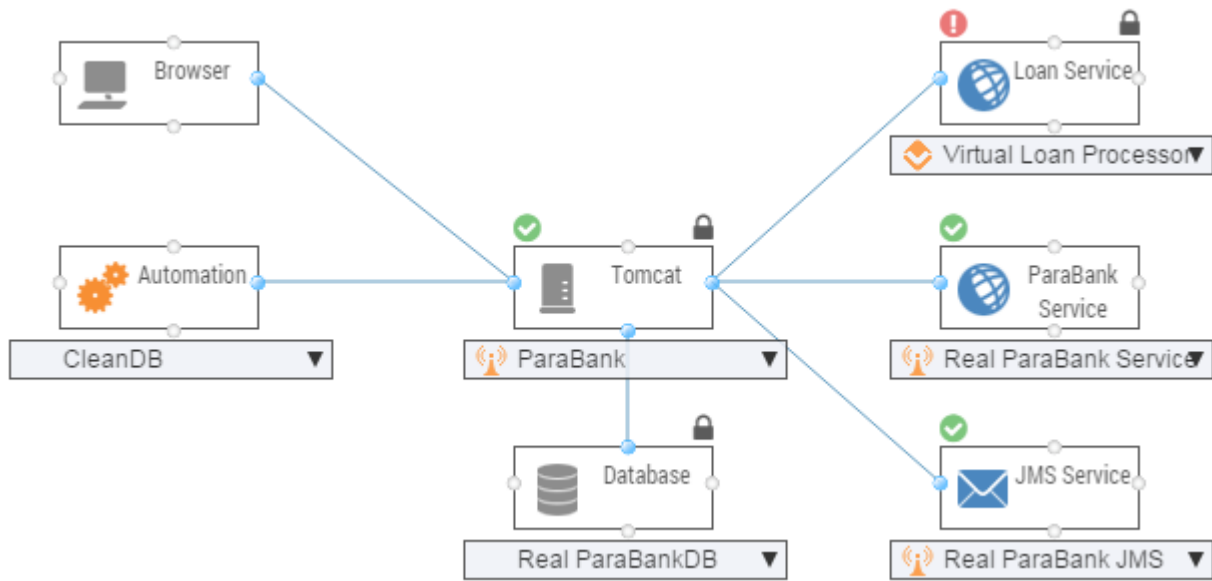 Browser
Loan Service
Virtual Loan Processor
Automation
CleanDB
Tomcat
ParaBank
ParaBank
Service
Real ParaBank Service
Database
Real ParaBankDB
JMS Service
Real ParaBank JMS